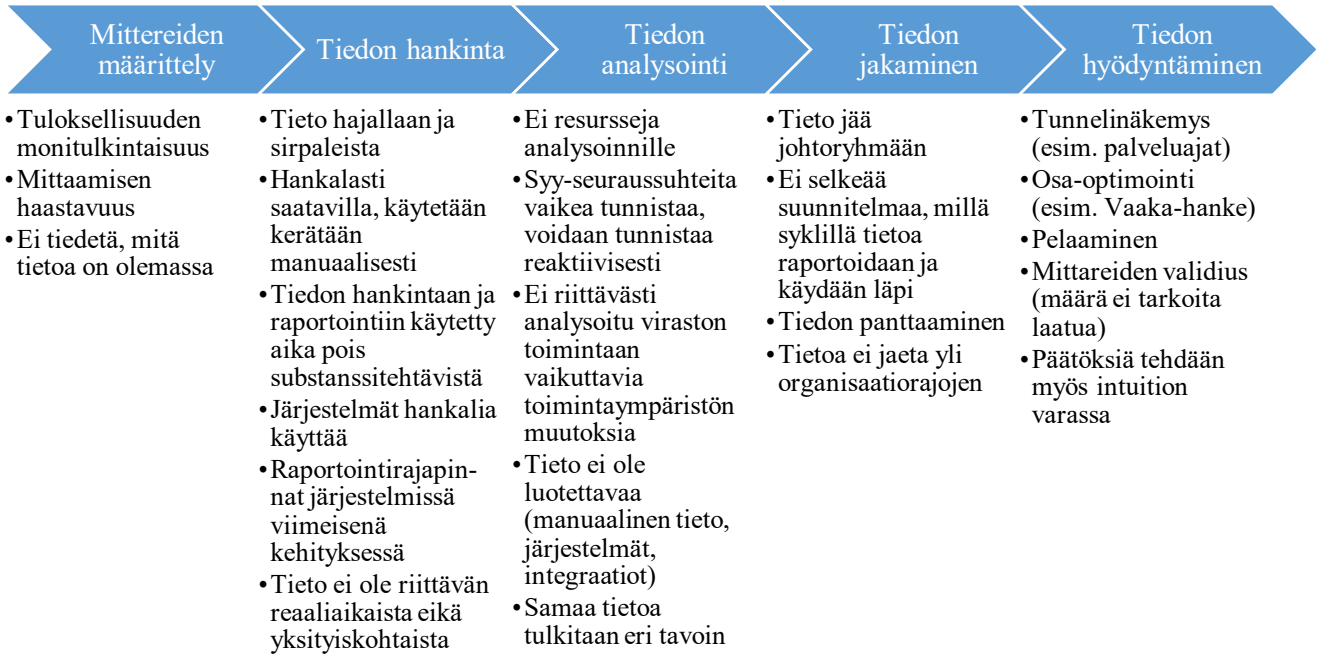 Mittereiden
määrittely
Tiedon hankinta
Tiedon
analysointi
Tiedon
jakaminen
Tiedon
hyödyntäminen
•Tuloksellisuuden
monitulkintaisuus
•Mittaamisen
haastavuus
•Ei tiedetä, mitä
tietoa on olemassa
•Tieto hajallaan ja
sirpaleista
•Hankalasti
saatavilla, käytetään
kerätään
manuaalisesti
•Tiedon hankintaan ja
raportointiin käytetty
aika pois
substanssitehtävistä
•Järjestelmät hankalia
käyttää
•Raportointirajapin-
nat järjestelmissä
viimeisenä
kehityksessä
•Tieto ei ole riittävän
reaaliaikaista eikä
yksityiskohtaista
•Ei resursseja
analysoinnille
•Syy-seuraussuhteita
vaikea tunnistaa,
voidaan tunnistaa
reaktiivisesti
•Ei riittävästi
analysoitu viraston
toimintaan
vaikuttavia
toimintaympäristön
muutoksia
•Tieto ei ole
luotettavaa
(manuaalinen tieto,
järjestelmät,
integraatiot)
•Samaa tietoa
tulkitaan eri tavoin
•Tieto jää
johtoryhmään
•Ei selkeää
suunnitelmaa, millä
syklillä tietoa
raportoidaan ja
käydään läpi
•Tiedon panttaaminen
•Tietoa ei jaeta yli
organisaatiorajojen
•Tunnelinäkemys
(esim. palveluajat)
•Osa-optimointi
(esim. Vaaka-hanke)
•Pelaaminen
•Mittareiden validius
(määrä ei tarkoita
laatua)
•Päätöksiä tehdään
myös intuition
varassa